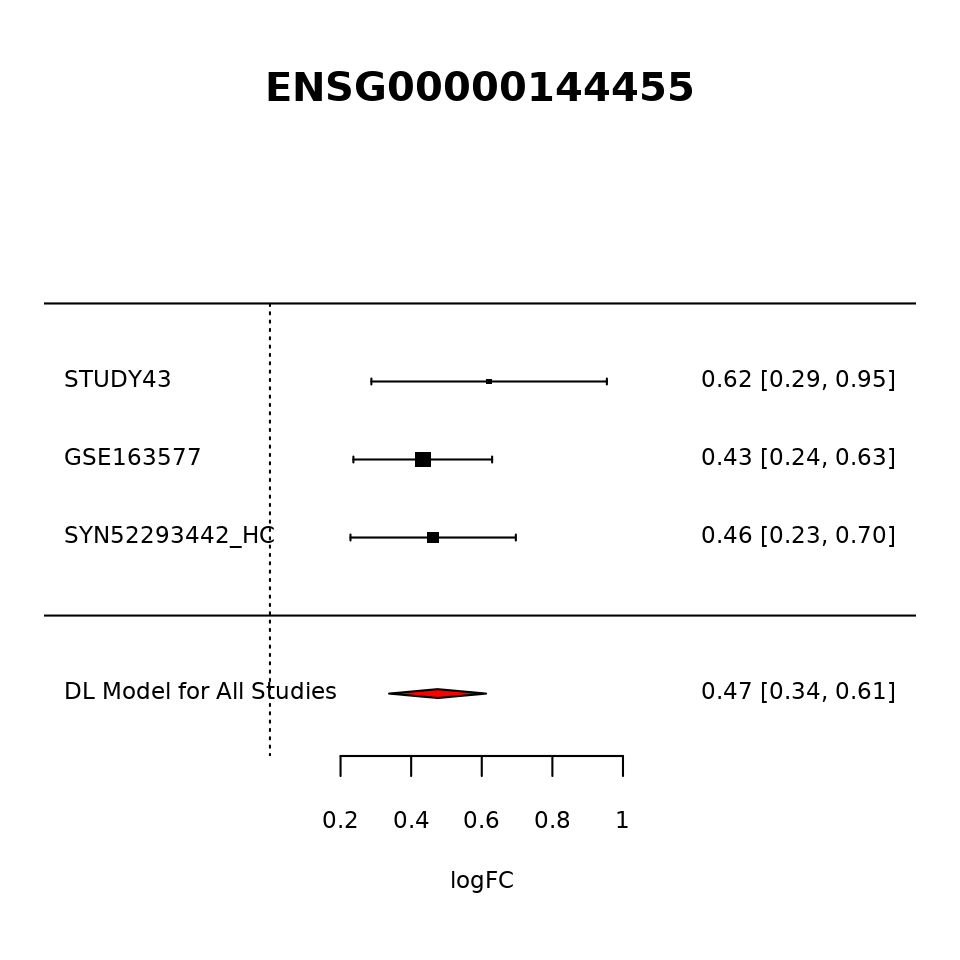 ENSG00000144455
STUDY43 0.62 [0.29, 0.95]
GSE163577 0.43 [0.24, 0.63]
SYN52293442_HC 0.46 [0.23, 0.70]
DL Model for All Studies 0.47 [0.34, 0.61]
0.2 0.4 0.6 0.8 1
logFC